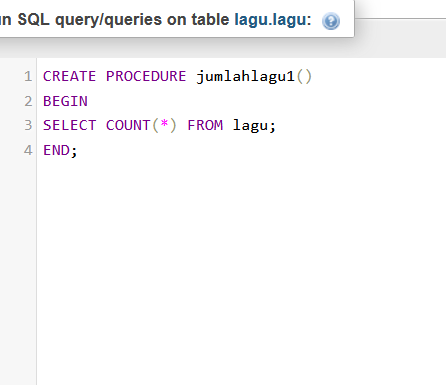 n SQL query/queries on table lagu.lagu:
1 CREATE PROCEDURE jumlahlagu1()
2 BEGIN
3 SELECT COUNT(*) FROM lagu;
4 END;